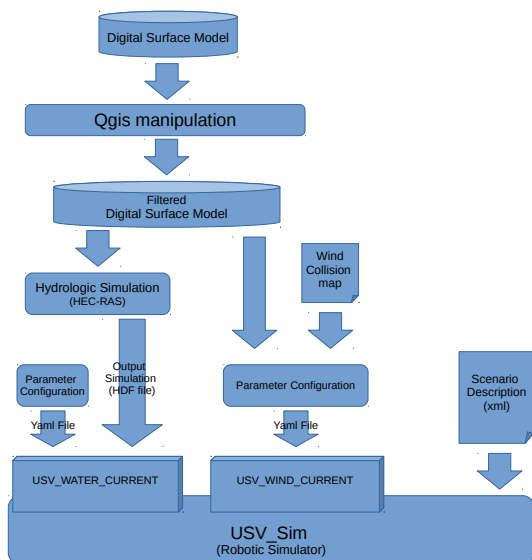 Digital Surface Model
Qgis manipulation
Filtered
Digital Surface Model
Wind
Collision
map
Hydrologic Simulation
(HEC-RAS)
Output
Simulation
(HDF file)
Parameter
Configuration
Parameter Configuration
Scenario
Description
(xml)
Yaml File
Yaml File
USV_WATER_CURRENT
USV_WIND_CURRENT
USV_Sim
(Robotic Simulator)